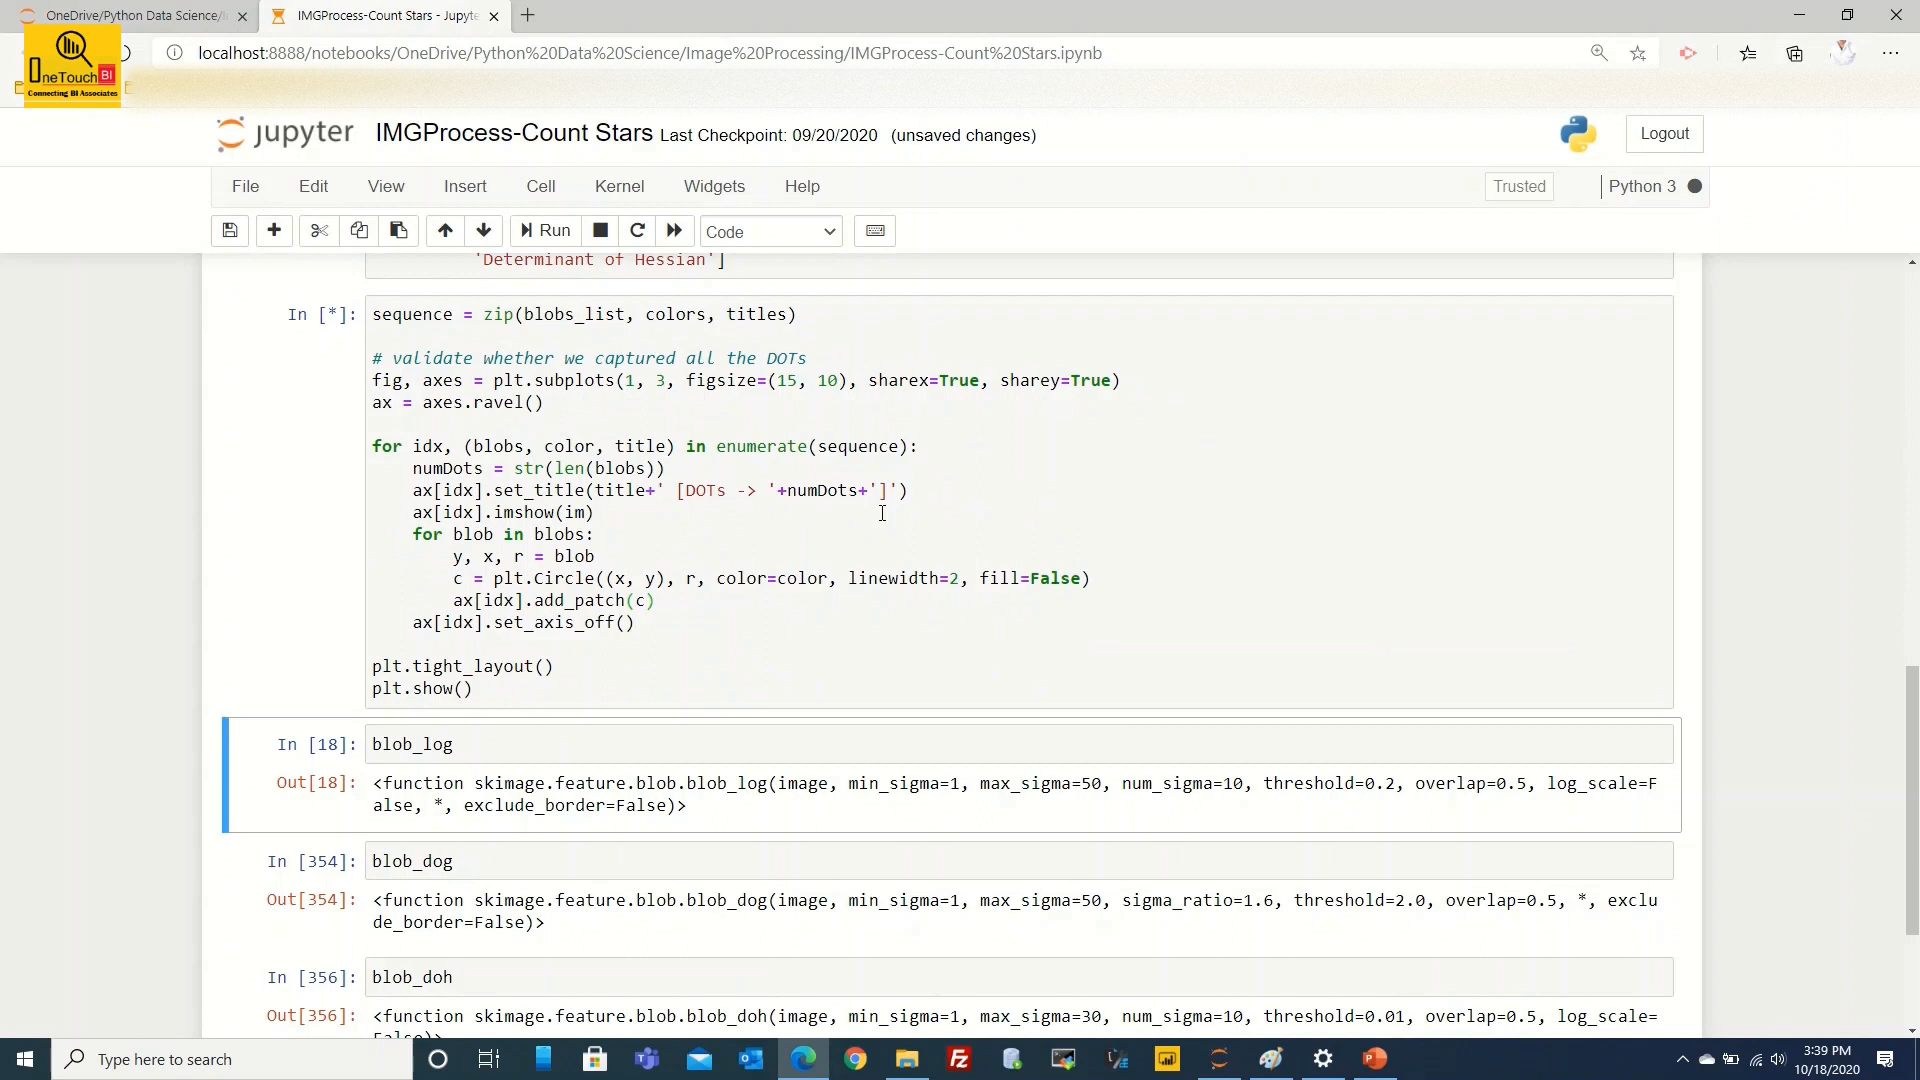 OneDrive/Python Data Science/I
IMGProcess-Count Stars - Jupyte
localhost:8888/notebooks/OneDrive/Python%20Data%20Science/Image%20Processing/IMGProcess-Count%20Stars.ipynb
OneTouch BI
Connecting BI Associates
jupyter IMGProcess-Count Stars Last Checkpoint: 09/20/2020 (unsaved changes)
Logout
File Edit View Insert Cell Kernel Widgets Help
Trusted
Python 3
Run
Code
'Determinant of Hessian']
In [*]: sequence = zip(blobs_list, colors, titles)
# validate whether we captured all the DOTs
fig, axes = plt.subplots(1, 3, figsize=(15, 10), sharex=True, sharey=True)
ax = axes.ravel()
for idx, (blobs, color, title) in enumerate(sequence):
numDots = str(len(blobs))
ax[idx].set_title(title+' [DOTs -> '+numDots+']')
ax[idx].imshow(im)
for blob in blobs:
y, x, r = blob
c = plt.Circle((x, y), r, color=color, linewidth=2, fill=False)
ax[idx].add_patch(c)
ax[idx].set_axis_off()
plt.tight_layout()
plt.show()
In [18]: blob_log
Out[18]: <function skimage.feature.blob.blob_log(image, min_sigma=1, max_sigma=50, num_sigma=10, threshold=0.2, overlap=0.5, log_scale=F
alse, *, exclude_border=False)>
In [354]: blob_dog
Out[354]: <function skimage.feature.blob.blob_dog(image, min_sigma=1, max_sigma=50, sigma_ratio=1.6, threshold=2.0, overlap=0.5, *, exclu
de_border=False)>
In [356]: blob_doh
Out[356]: <function skimage.feature.blob.blob_doh(image, min_sigma=1, max_sigma=30, num_sigma=10, threshold=0.01, overlap=0.5, log_scale=
False)>
Type here to search
3:39 PM
10/18/2020